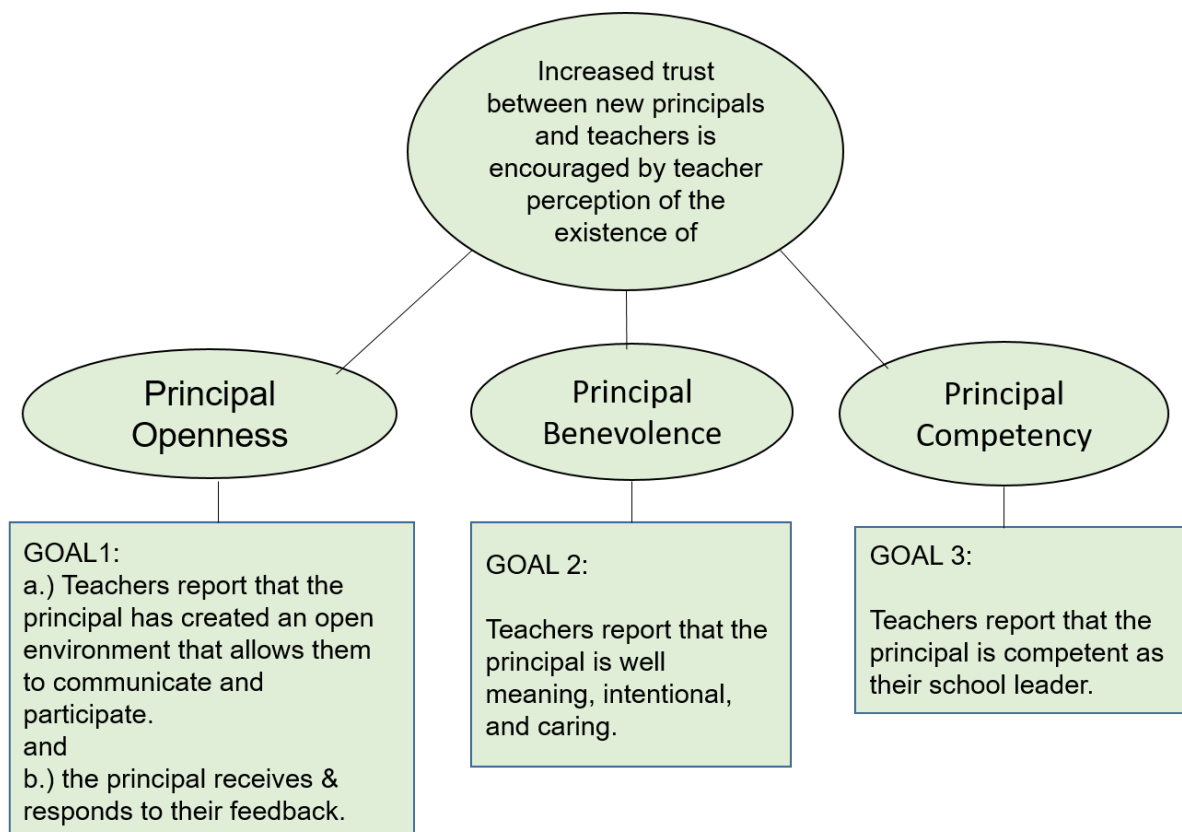 Increased trust
between new principals
and teachers is
encouraged by teacher
perception of the
existence of
Principal
Openness
Principal
Benevolence
Principal
Competency
GOAL1:
a.) Teachers report that the
principal has created an open
environment that allows them
to communicate and
participate.
and
b.) the principal receives &
responds to their feedback.
GOAL 2:
Teachers report that the
principal is well
meaning, intentional,
and caring.
GOAL 3:
Teachers report that the
principal is competent as
their school leader.